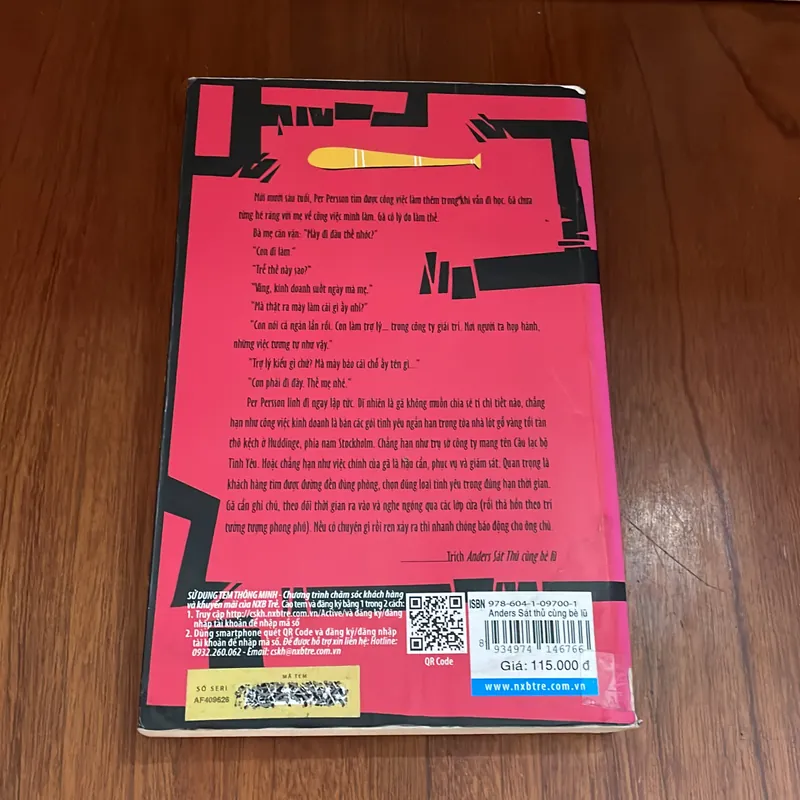 Mới mười sáu tuổi, Per Persson tìm được công việc làm thêm trong khi vẫn đi học. Gã chưa
từng hé răng với mẹ về công việc mình làm. Gã có lý do làm thế.
Bà mẹ cằn vặn: "Mày đi đâu thế nhóc?"
"Con đi làm."
"Trễ thế này sao?"
"Vâng, kinh doanh suốt ngày mà mẹ."
"Mà thật ra mày làm cái gì ấy nhỉ?"
"Con nói cả ngàn lần rồi. Con làm trợ lý... trong công ty giải trí. Nơi người ta họp hành,
những việc tương tự như vậy."
"Trợ lý kiểu gì chứ? Mà mày bảo cái chỗ ấy tên gì..."
"Con phải đi đây. Thế mẹ nhé."
Per Persson lỉnh đi ngay lập tức. Dĩ nhiên là gã không muốn chia sẻ tí chi tiết nào, chẳng
hạn như công việc kinh doanh là bán các gói tình yêu ngắn hạn trong tòa nhà lót gỗ vàng tồi tàn
thô kệch ở Huddinge, phía nam Stockholm. Chẳng hạn như trụ sở công ty mang tên Câu lạc bộ
Tình Yêu. Hoặc chẳng hạn như việc chính của gã là hậu cần, phục vụ và giám sát. Quan trọng là
khách hàng tìm được đường đến đúng phòng, chọn đúng loại tình yêu trong đúng hạn thời gian.
Gã cần ghi chú, theo dõi thời gian ra vào và nghe ngóng qua các lớp cửa (rồi thả hồn theo trí
tưởng tượng phong phú). Nếu có chuyện gì rối ren xảy ra thì nhanh chóng báo động cho ông chủ.
Trích Anders Sát Thủ cùng bè lũ
SỬ DỤNG TEM THÔNG MINH - Chương trình chăm sóc khách hàng
và khuyến mãi của NXB Trẻ. Cào tem và đăng ký bằng 1 trong 2 cách:
1. Truy cập http://cskh.nxbtre.com.vn/Active/và đăng ký/đăng
nhập tài khoản để nhập mã số
2. Dùng smartphone quét QR Code và đăng ký/đăng nhập
tài khoản để nhập mã số. Để được hỗ trợ xin liên hệ: Hotline:
0932.260.062 - Email: cskh@nxbtre.com.vn
QR Code
MÃ TEM
SỐ SERI
AF409626
ISBN 978-604-1-09700-1
Anders Sát thủ cùng bè lũ
8 934974 146766
Giá: 115.000 đ
www.nxbtre.com.vn